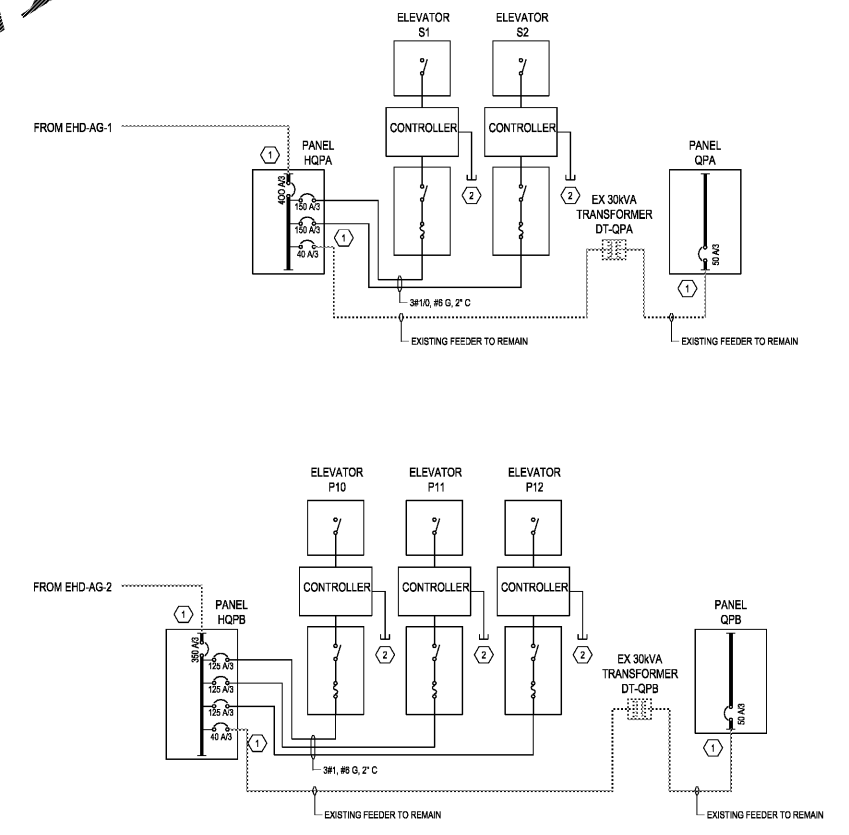 ELEVATOR
S1
ELEVATOR
S2
FROM EHD-AG-1
CONTROLLER
CONTROLLER
1
PANEL
HQPA
PANEL
QPA
400 A/3
150 A/3
150 A/3
40 A/3
1
2
2
EX 30kVA
TRANSFORMER
DT-QPA
50 A/3
1
3#1/0, #6 G, 2" C
EXISTING FEEDER TO REMAIN
EXISTING FEEDER TO REMAIN
ELEVATOR
P10
ELEVATOR
P11
ELEVATOR
P12
FROM EHD-AG-2
CONTROLLER
CONTROLLER
CONTROLLER
1
PANEL
HQPB
PANEL
QPB
350 A/3
125 A/3
125 A/3
125 A/3
40 A/3
1
2
2
2
EX 30kVA
TRANSFORMER
DT-QPB
50 A/3
1
3#1, #6 G, 2" C
EXISTING FEEDER TO REMAIN
EXISTING FEEDER TO REMAIN